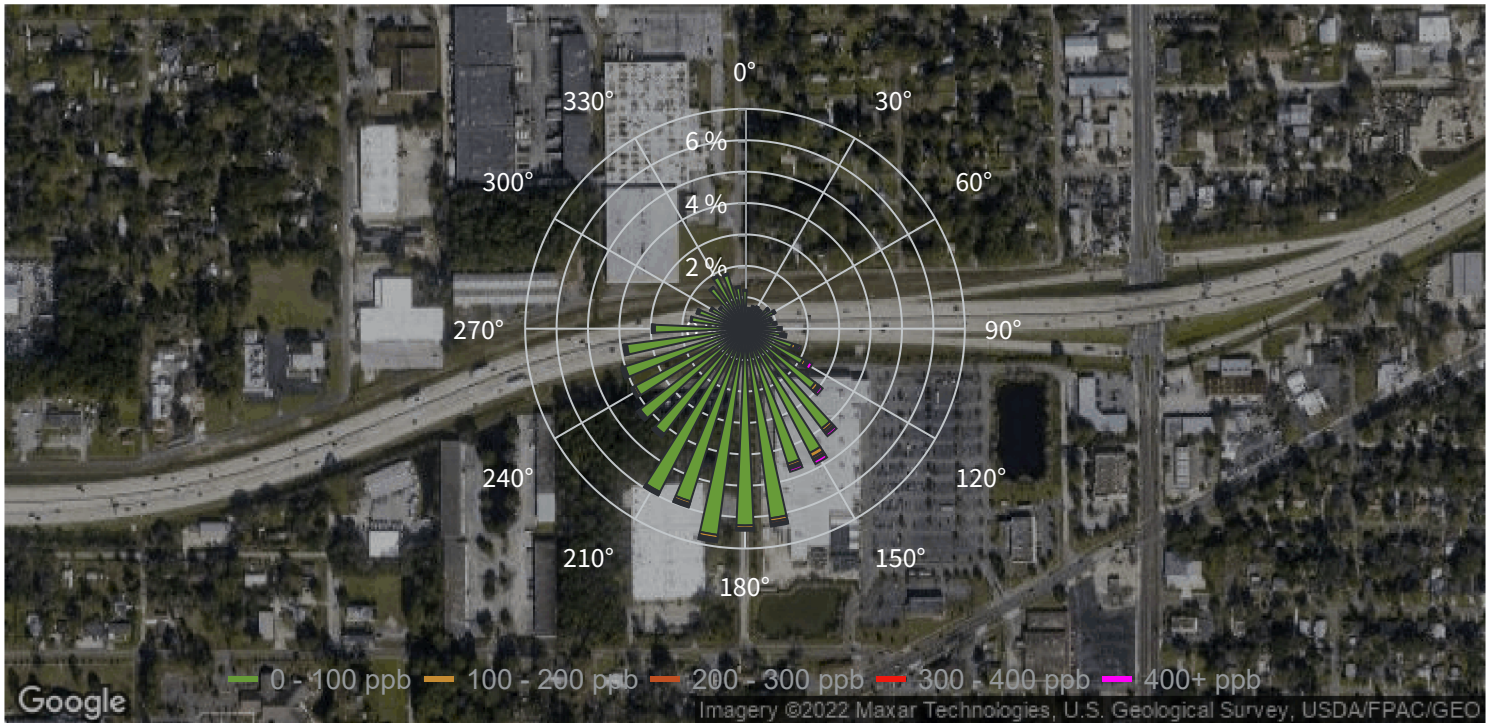 0°
330°
30°
6 %
300°
60°
4 %
2 %
270°
90°
240°
120°
210°
150°
180°
0 - 100 ppb
100 - 200 ppb
200 - 300 ppb
300 - 400 ppb
400+ ppb
Google
Imagery ©2022 Maxar Technologies, U.S. Geological Survey, USDA/FPAC/GEO